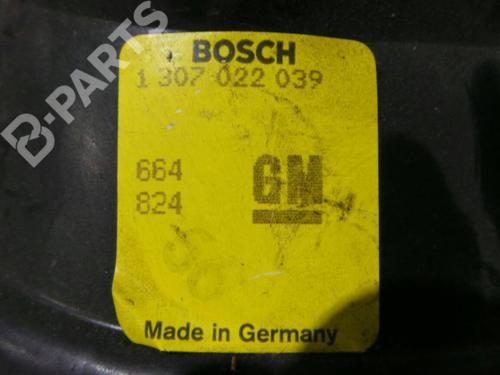 B-PARTS
BOSCH
1 307 022 039
664
824
GM
Made in Germany